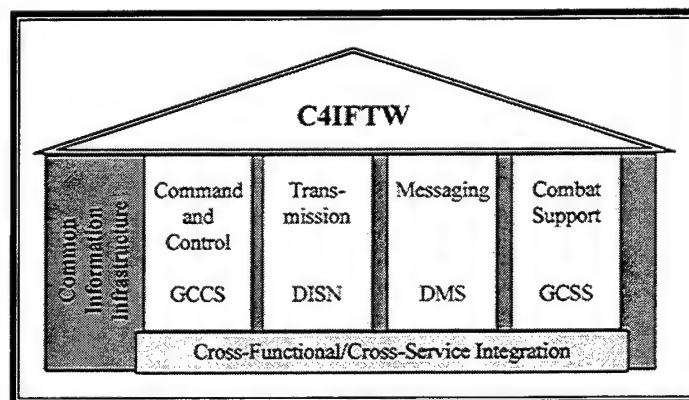 C4IFTW
Common
Information
Infrastructure
Command
and
Control
GCCS
Trans-
mission
DISN
Messaging
DMS
Combat
Support
GCSS
Cross-Functional/Cross-Service Integration